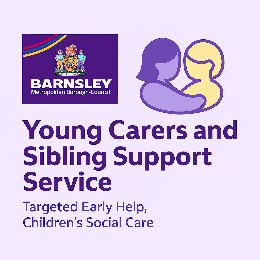 BARNSLEY
Metropolitan Borough Council
Young Carers and
Sibling Support
Service
Targeted Early Help,
Children's Social Care